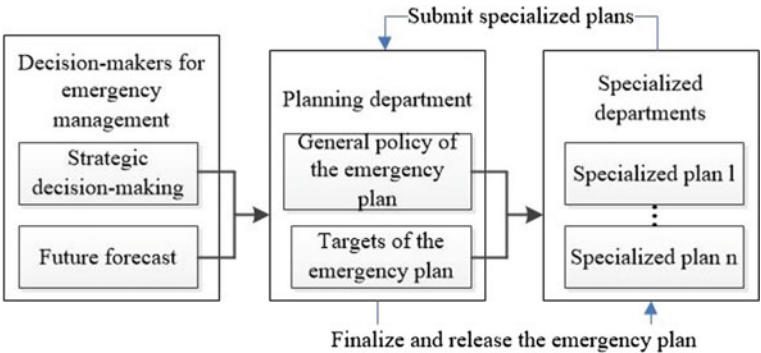 Submit specialized plans
Decision-makers for
emergency
management
Strategic
decision-making
Future forecast
Planning department
General policy of
the emergency
plan
Targets of the
emergency plan
Specialized
departments
Specialized plan l
Specialized plan n
Finalize and release the emergency plan